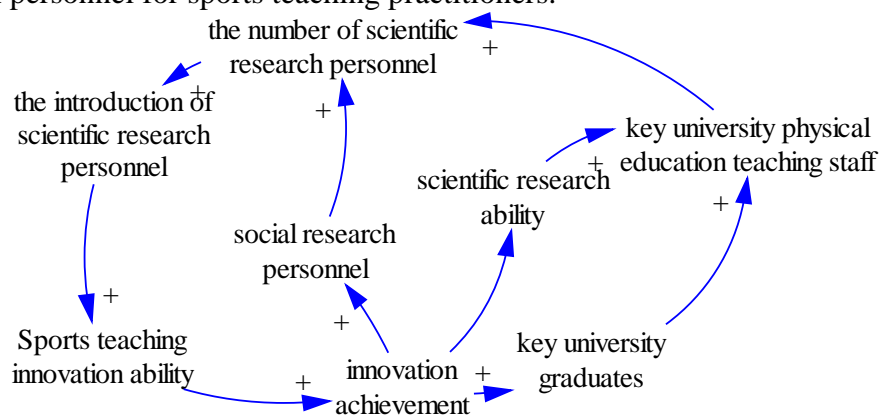 personnel for sports teaching practitioners.
the number of scientific
research personnel
+
+
the introduction of
scientific research
personnel
+
key university physical
education teaching staff
+
scientific research
ability
+
social research
personnel
+
+
Sports teaching
innovation ability
+
innovation
achievement
+
key university
graduates